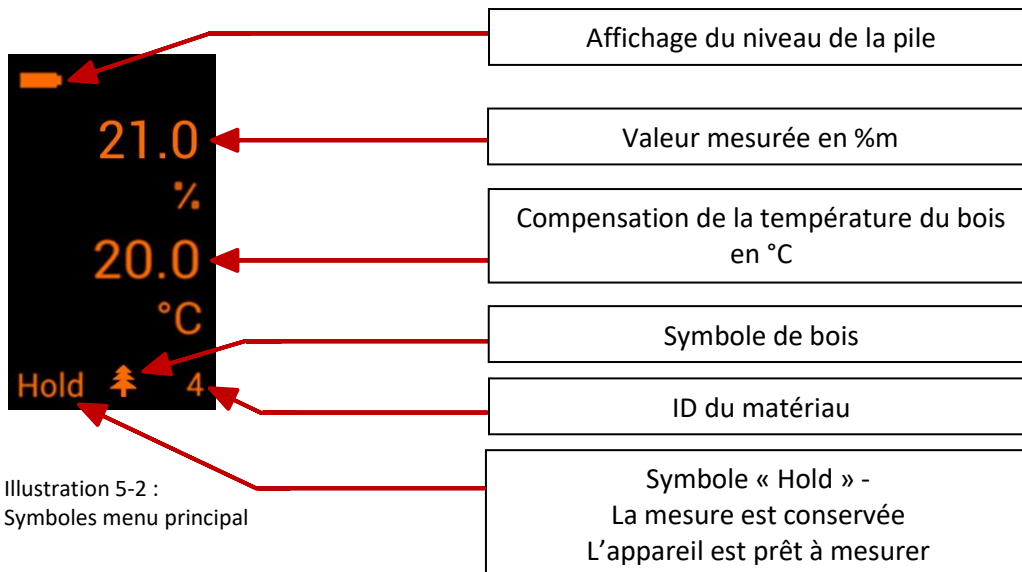 Affichage du niveau de la pile
21.0
Valeur mesurée en %m
%
Compensation de la température du bois
en °C
20.0
°C
Symbole de bois
Hold 4
ID du matériau
Symbole « Hold » -
La mesure est conservée
L’appareil est prêt à mesurer
Illustration 5-2 :
Symboles menu principal